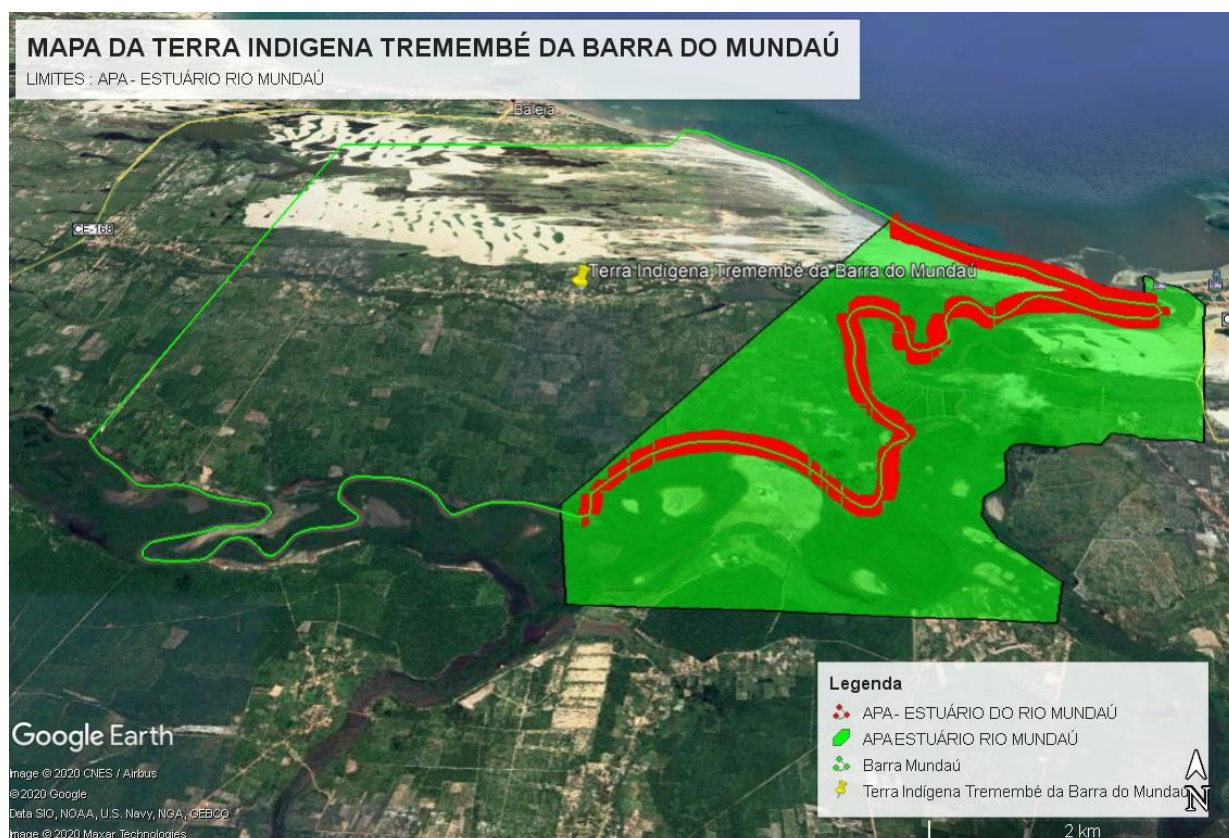 MAPA DA TERRA INDIGENA TREMEMBÉ DA BARRA DO MUNDAÚ
LIMITES : APA - ESTUÁRIO RIO MUNDAÚ
Baleia
CE-168
Terra Indígena Tremembé da Barra do Mundaú
Legenda
APA - ESTUÁRIO DO RIO MUNDAÚ
APA ESTUÁRIO RIO MUNDAÚ
Barra Mundaú
Terra Indígena Tremembé da Barra do Mundaú
N
2 km
Google Earth
Image © 2020 CNES / Airbus
© 2020 Google
Data SIO, NOAA, U.S. Navy, NGA, GEBCO
Image © 2020 Maxar Technologies